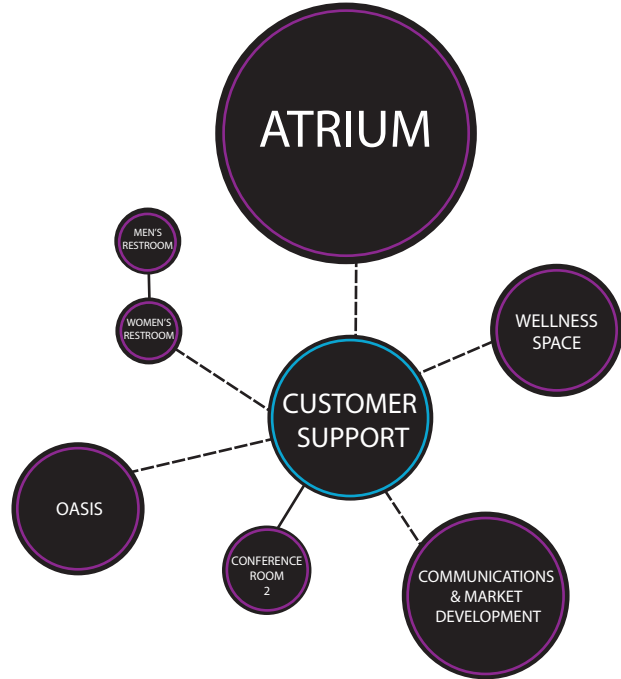 ATRIUM
MEN'S
RESTROOM
WOMEN'S
RESTROOM
WELLNESS
SPACE
CUSTOMER
SUPPORT
OASIS
CONFERENCE
ROOM
2
COMMUNICATIONS
& MARKET
DEVELOPMENT